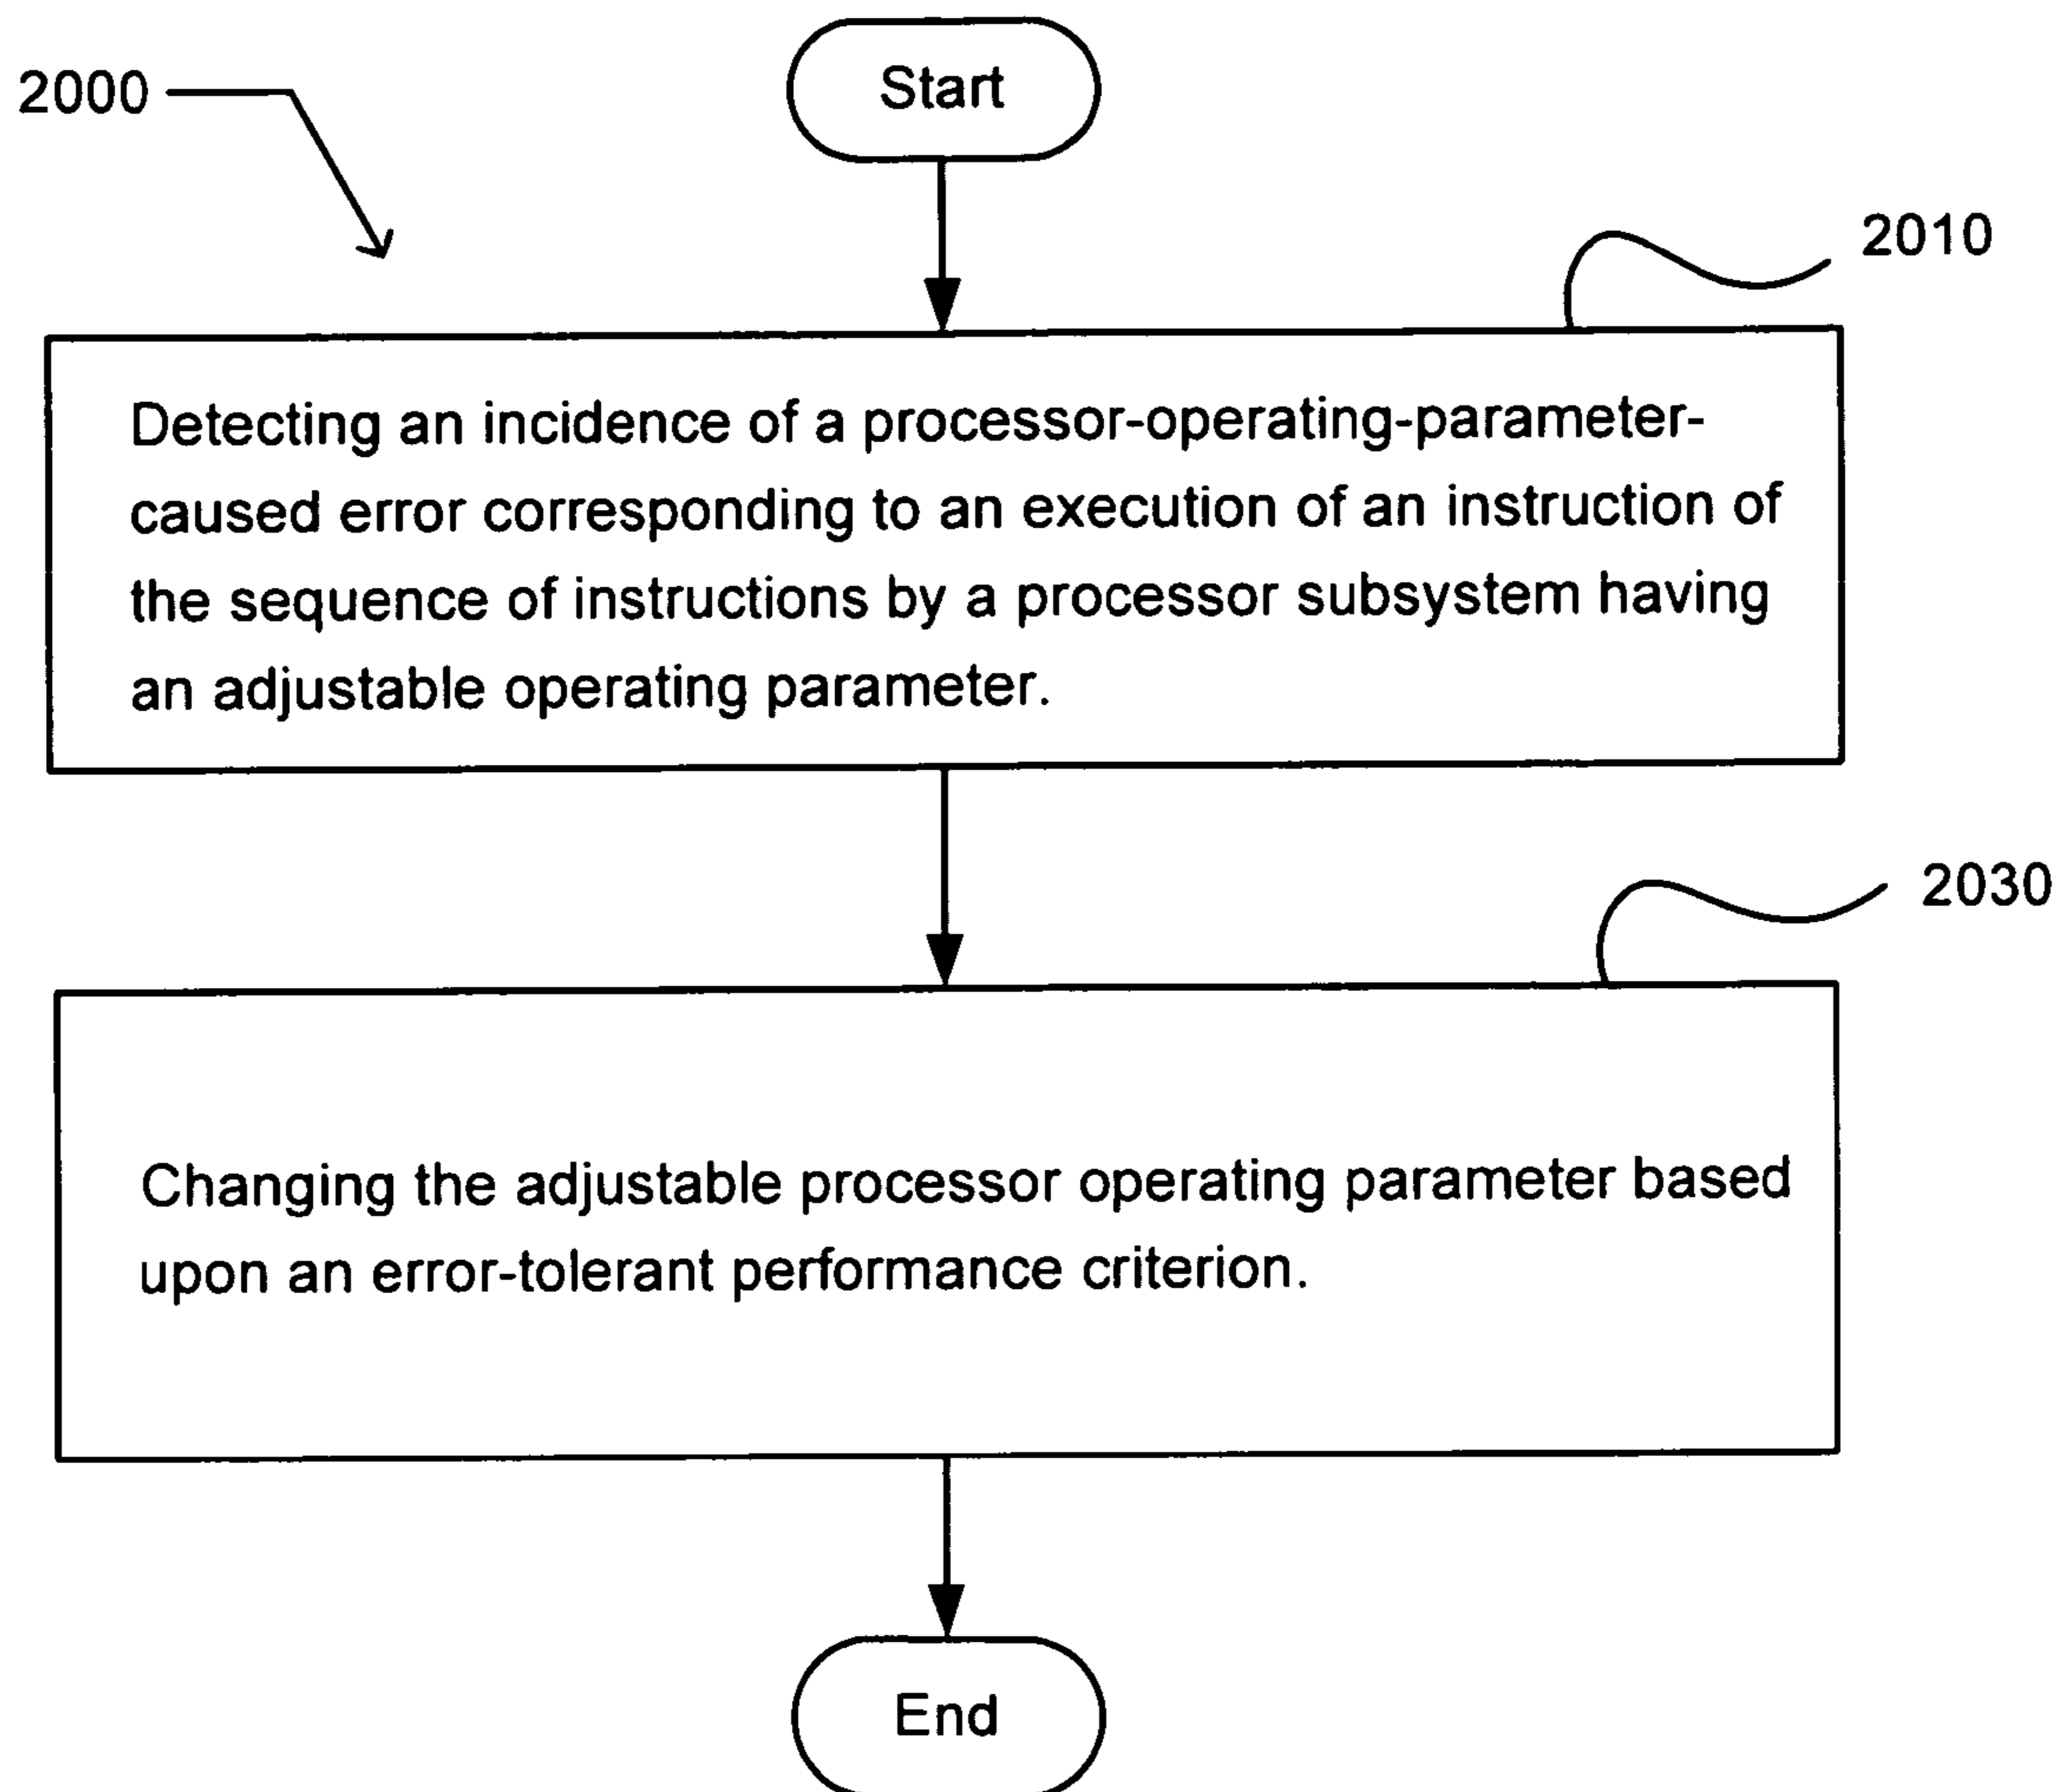 2000
Start
2010
Detecting an incidence of a processor-operating-parameter-
caused error corresponding to an execution of an instruction of
the sequence of instructions by a processor subsystem having
an adjustable operating parameter.
2030
Changing the adjustable processor operating parameter based
upon an error-tolerant performance criterion.
End